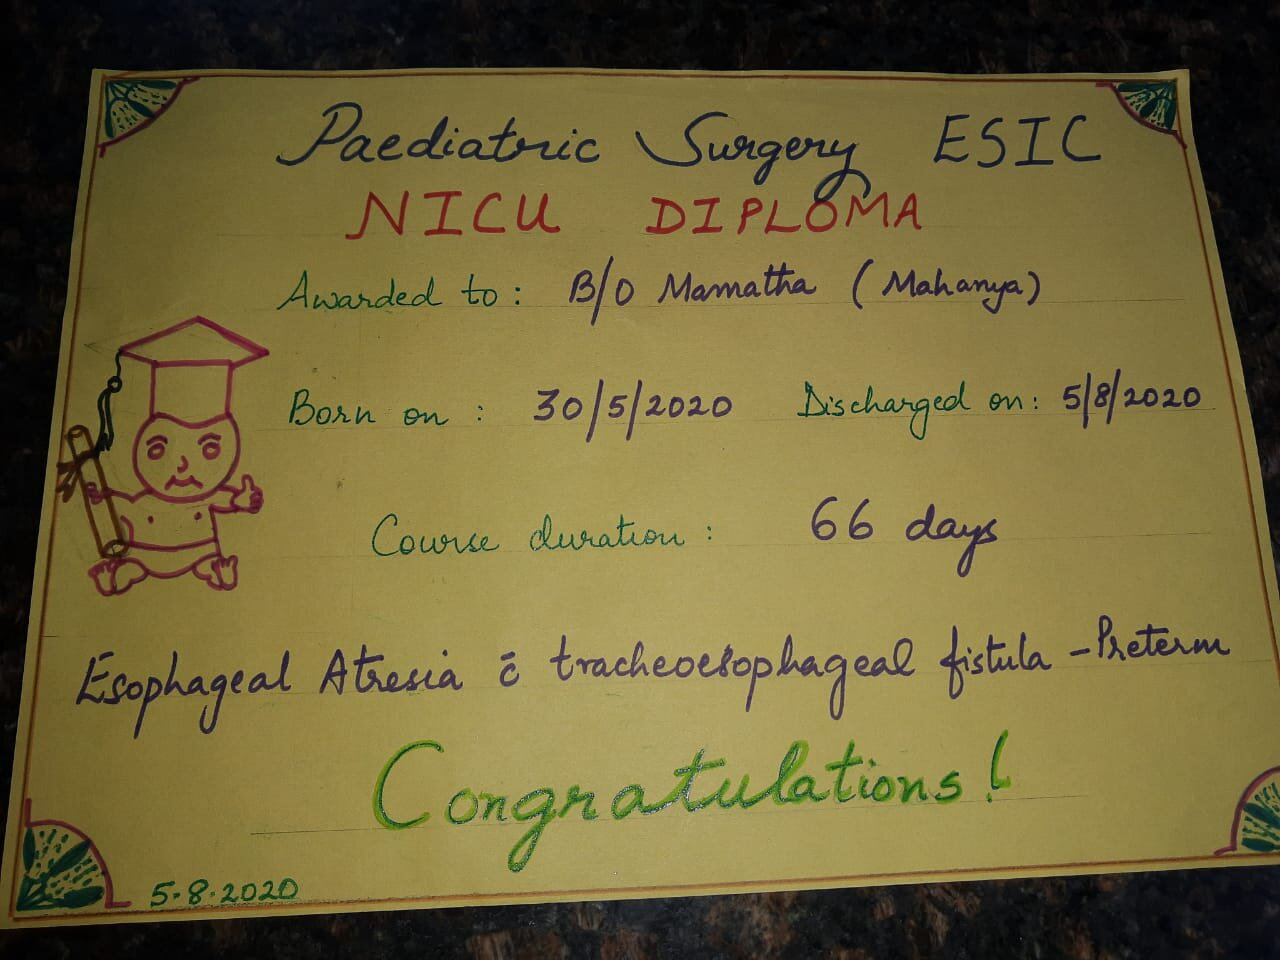 Paediatric Surgery ESIC
NICU DIPLOMA
Awarded to: B/O Mamatha (Mahanya)
Born on: 30/5/2020 Discharged on: 5/8/2020
Course duration: 66 days
Esophageal Atresia c̄ tracheoesophageal fistula - Preterm
Congratulations!
5.8.2020